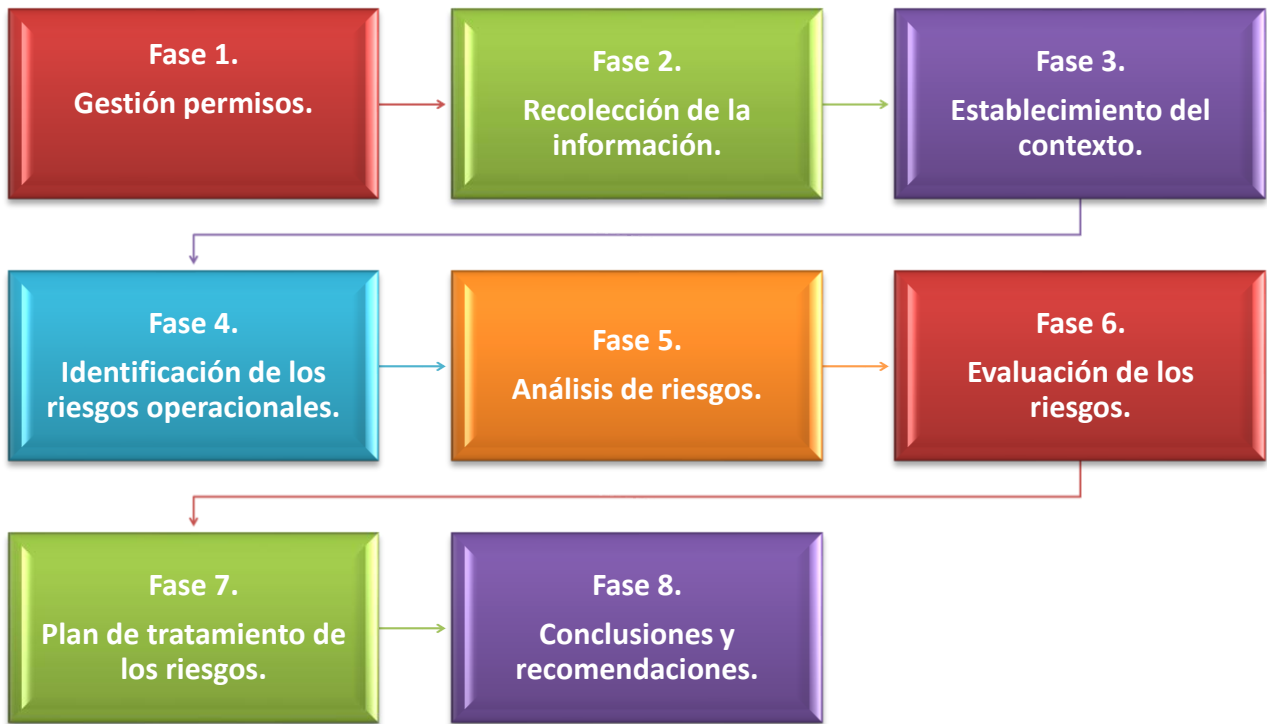 Fase 1.
Gestión permisos.
Fase 2.
Recolección de la
información.
Fase 3.
Establecimiento del
contexto.
Fase 4.
Identificación de los
riesgos operacionales.
Fase 5.
Análisis de riesgos.
Fase 6.
Evaluación de los
riesgos.
Fase 7.
Plan de tratamiento de
los riesgos.
Fase 8.
Conclusiones y
recomendaciones.